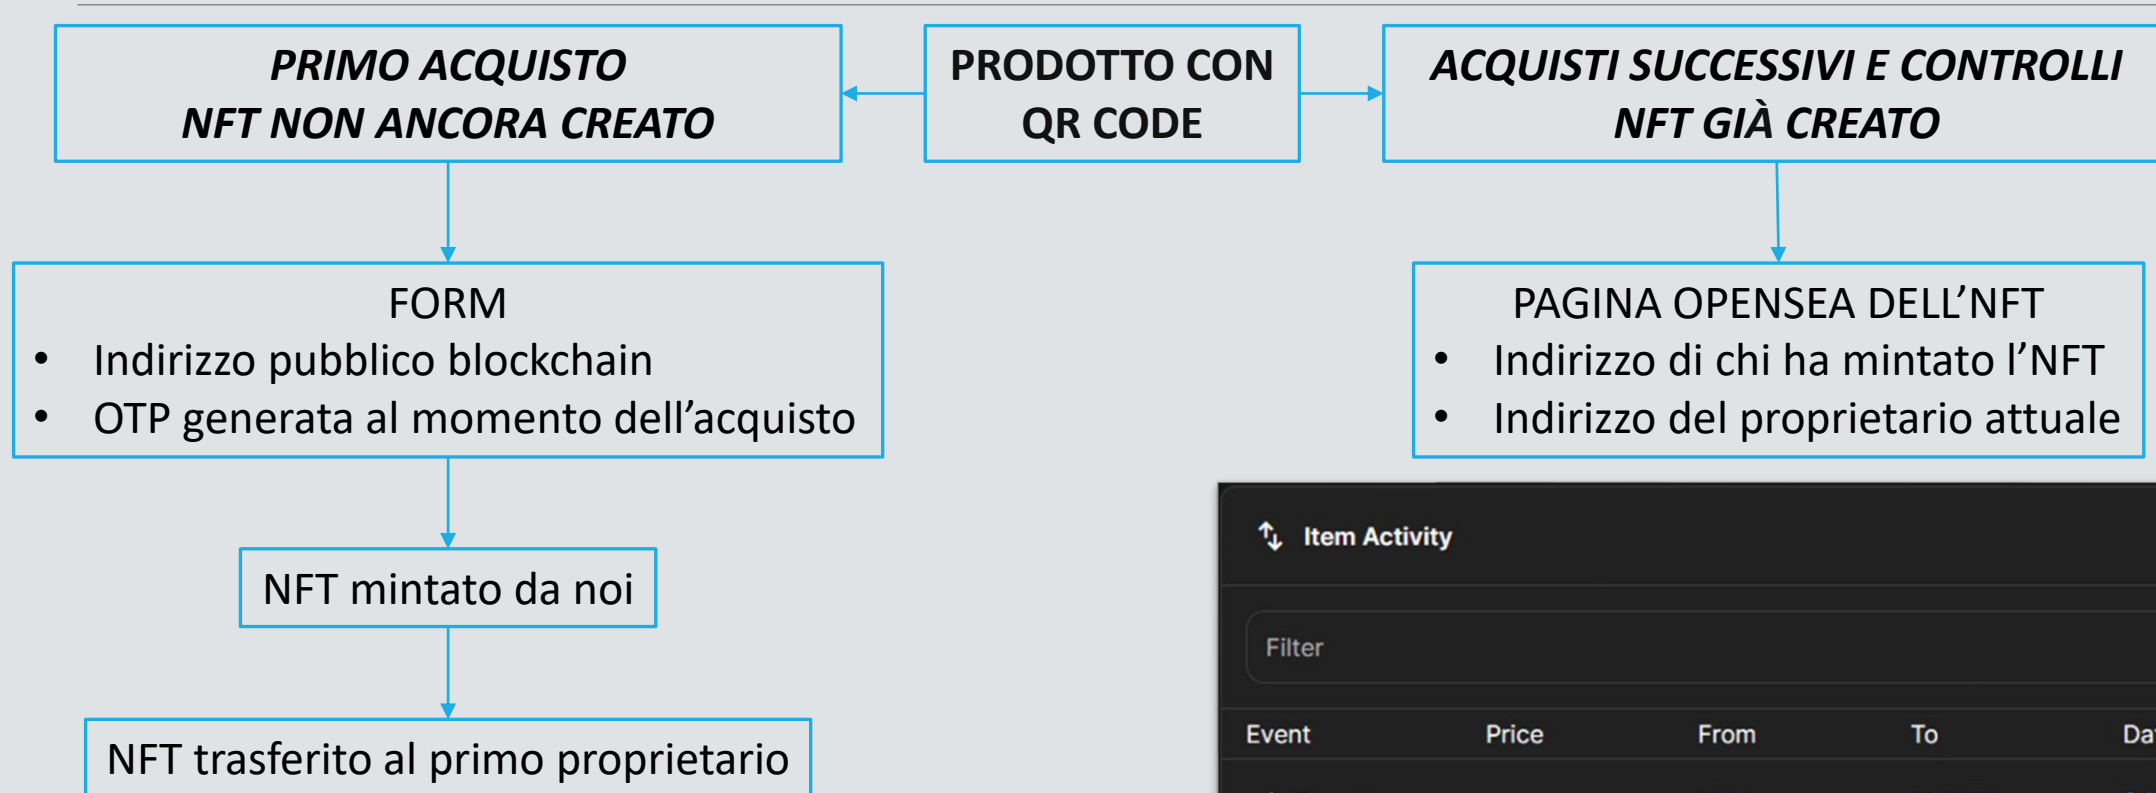 PRIMO ACQUISTO
NFT NON ANCORA CREATO
PRODOTTO CON
QR CODE
ACQUISTI SUCCESSIVI E CONTROLLI
NFT GIÀ CREATO
FORM
• Indirizzo pubblico blockchain
• OTP generata al momento dell’acquisto
NFT mintato da noi
NFT trasferito al primo proprietario
PAGINA OPENSEA DELL’NFT
• Indirizzo di chi ha mintato l’NFT
• Indirizzo del proprietario attuale
Item Activity
Filter
Event Price From To